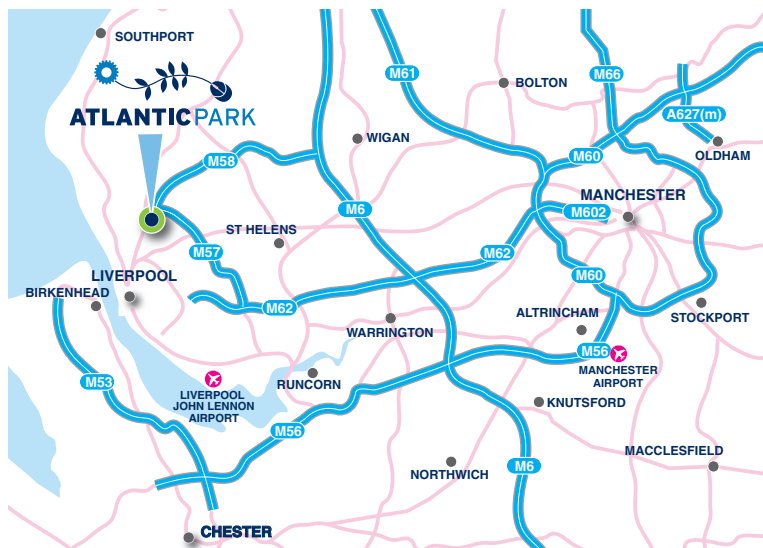 SOUTHPORT
ATLANTICPARK
M61
M66
BOLTON
A627(m)
OLDHAM
WIGAN
M58
M60
M6
MANCHESTER
M602
ST HELENS
M57
M62
LIVERPOOL
BIRKENHEAD
M62
M60
WARRINGTON
ALTRINCHAM
STOCKPORT
M56
MANCHESTER
AIRPORT
M53
LIVERPOOL
JOHN LENNON
AIRPORT
RUNCORN
KNUTSFORD
M56
MACCLESFIELD
NORTHWICH
M6
CHESTER